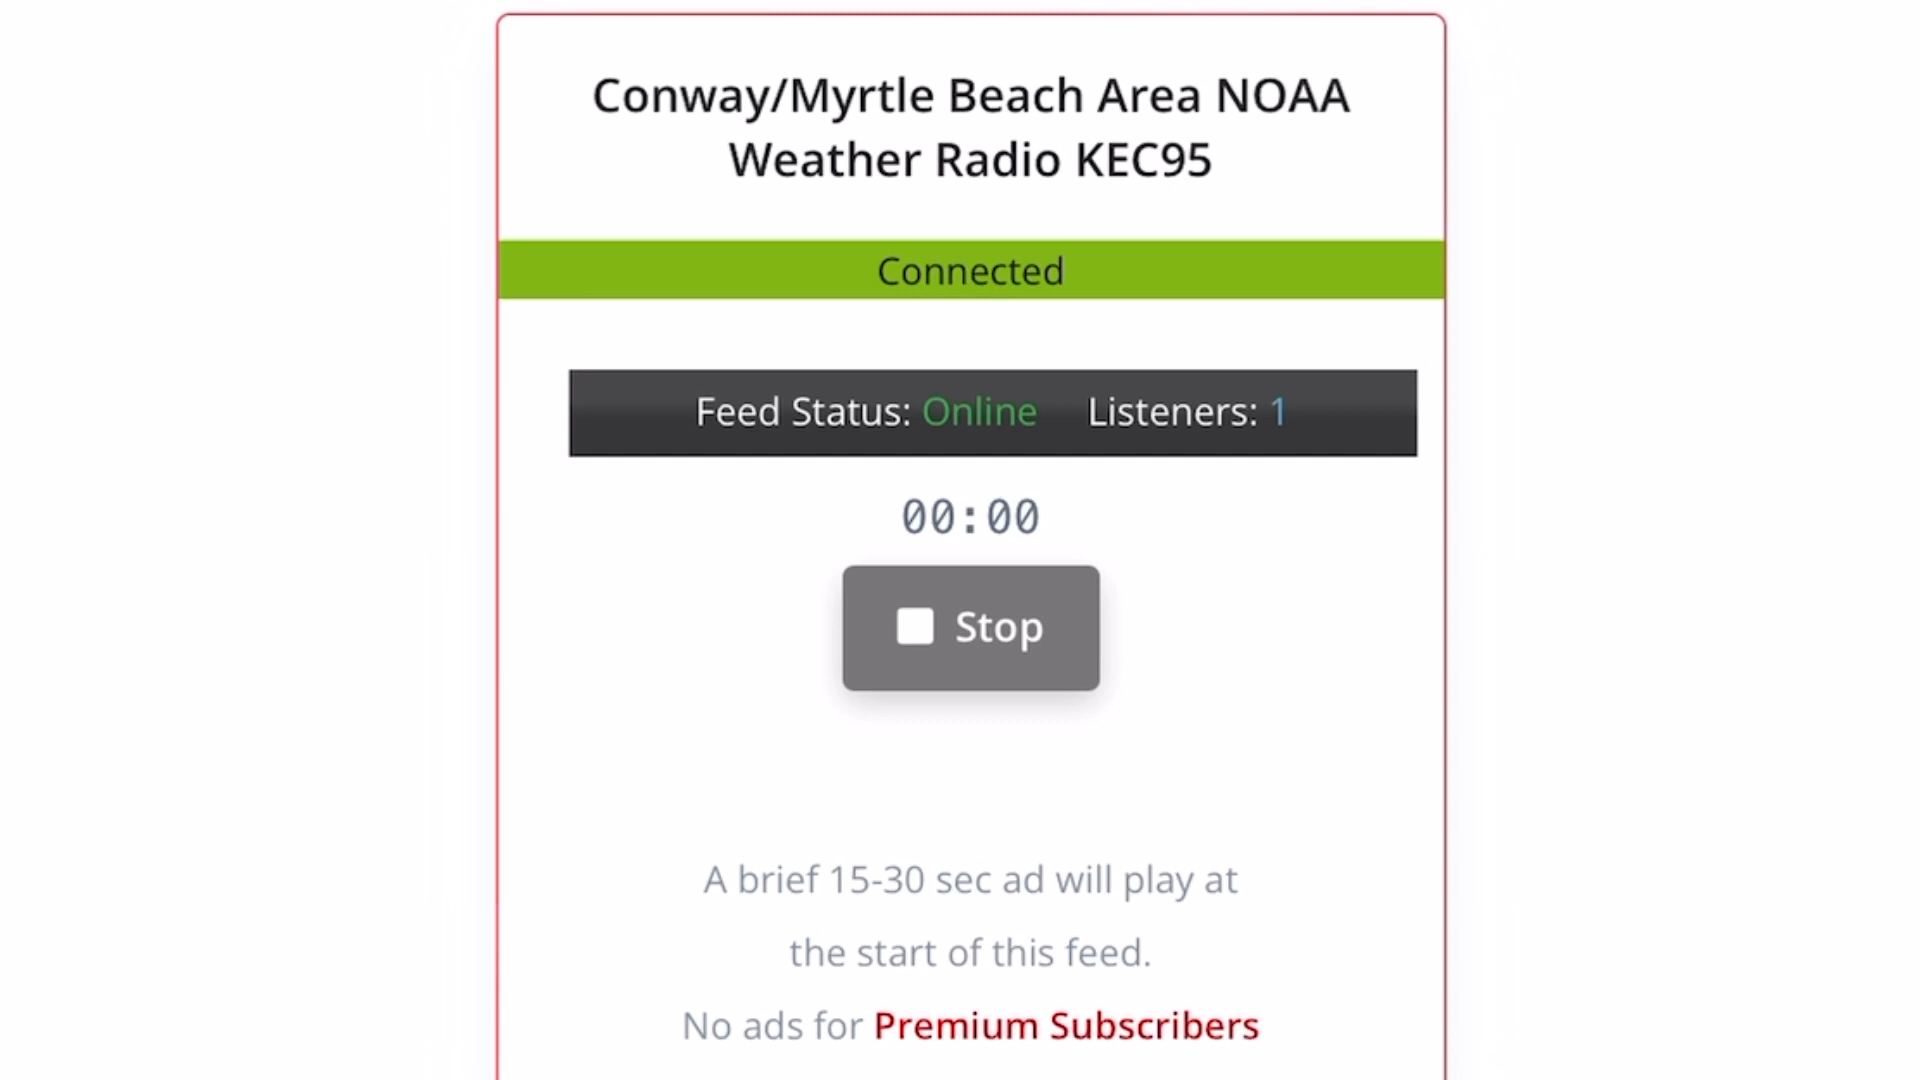 Conway/Myrtle Beach Area NOAA
Weather Radio KEC95
Connected
Feed Status: Online Listeners: 1
00:00
Stop
A brief 15-30 sec ad will play at
the start of this feed.
No ads for Premium Subscribers